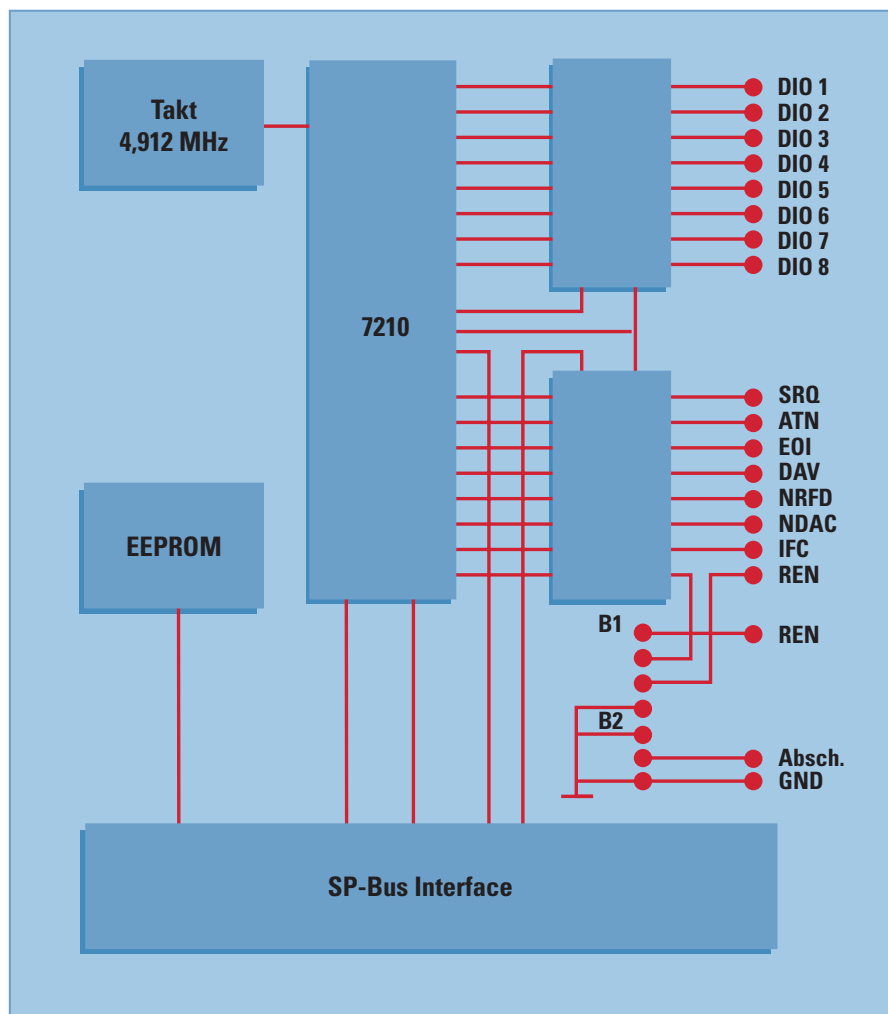 Takt
4,912 MHz
7210
DIO 1
DIO 2
DIO 3
DIO 4
DIO 5
DIO 6
DIO 7
DIO 8
SRQ
ATN
EOI
DAV
NRFD
NDAC
IFC
REN
EEPROM
B1
REN
B2
Absch.
GND
SP-Bus Interface